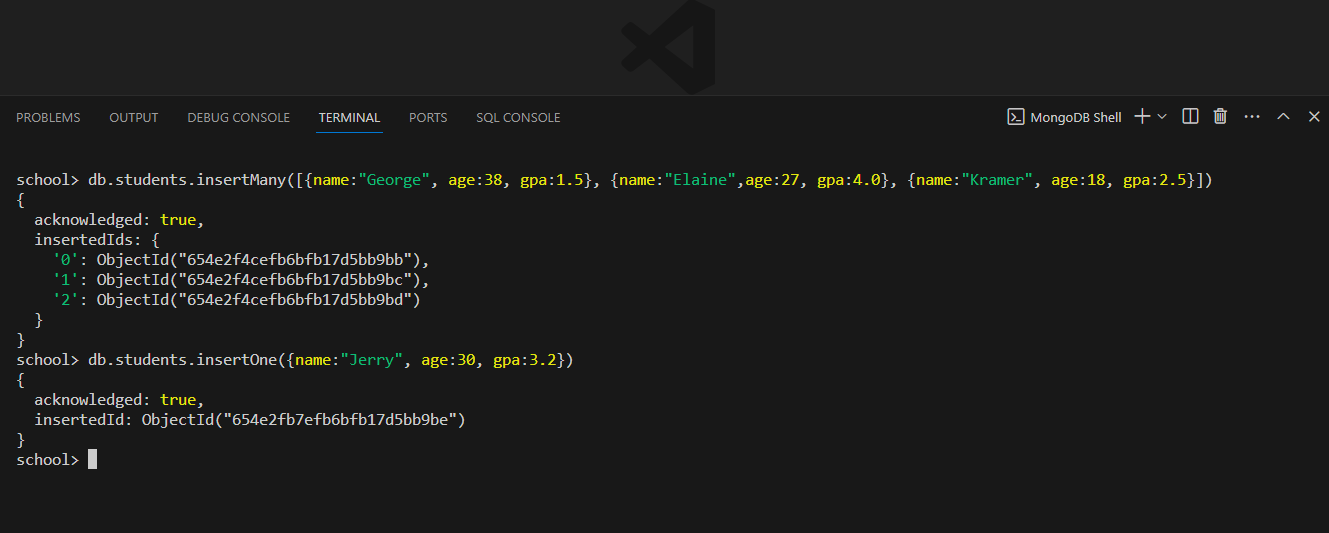 PROBLEMS OUTPUT DEBUG CONSOLE TERMINAL PORTS SQL CONSOLE MongoDB Shell
school> db.students.insertMany([{name:"George", age:38, gpa:1.5}, {name:"Elaine",age:27, gpa:4.0}, {name:"Kramer", age:18, gpa:2.5}])
{
  acknowledged: true,
  insertedIds: {
    '0': ObjectId("654e2f4cefb6bfb17d5bb9bb"),
    '1': ObjectId("654e2f4cefb6bfb17d5bb9bc"),
    '2': ObjectId("654e2f4cefb6bfb17d5bb9bd")
  }
}
school> db.students.insertOne({name:"Jerry", age:30, gpa:3.2})
{
  acknowledged: true,
  insertedId: ObjectId("654e2fb7efb6bfb17d5bb9be")
}
school>